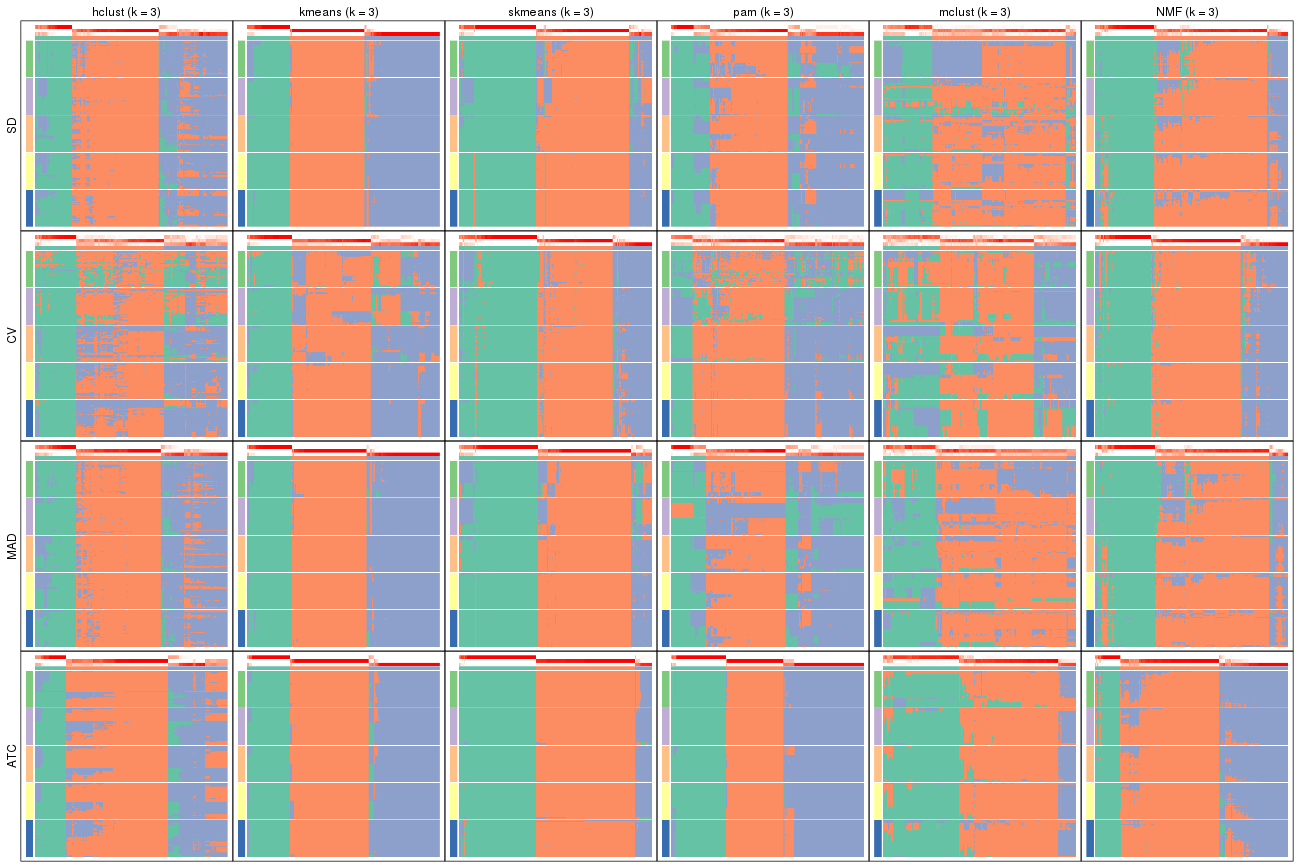 hclust (k = 3)
kmeans (k = 3)
skmeans (k = 3)
pam (k = 3)
mclust (k = 3)
NMF (k = 3)
SD
CV
MAD
ATC